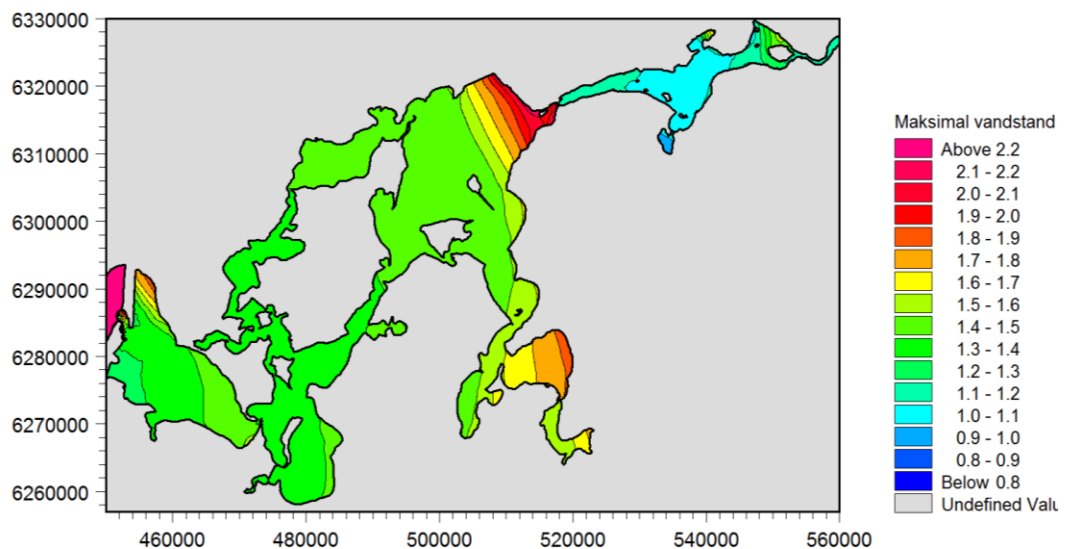 6330000
6320000
6310000
6300000
6290000
6280000
6270000
6260000
460000 480000 500000 520000 540000 560000
Maksimal vandstand
Above 2.2
2.1 - 2.2
2.0 - 2.1
1.9 - 2.0
1.8 - 1.9
1.7 - 1.8
1.6 - 1.7
1.5 - 1.6
1.4 - 1.5
1.3 - 1.4
1.2 - 1.3
1.1 - 1.2
1.0 - 1.1
0.9 - 1.0
0.8 - 0.9
Below 0.8
Undefined Valu